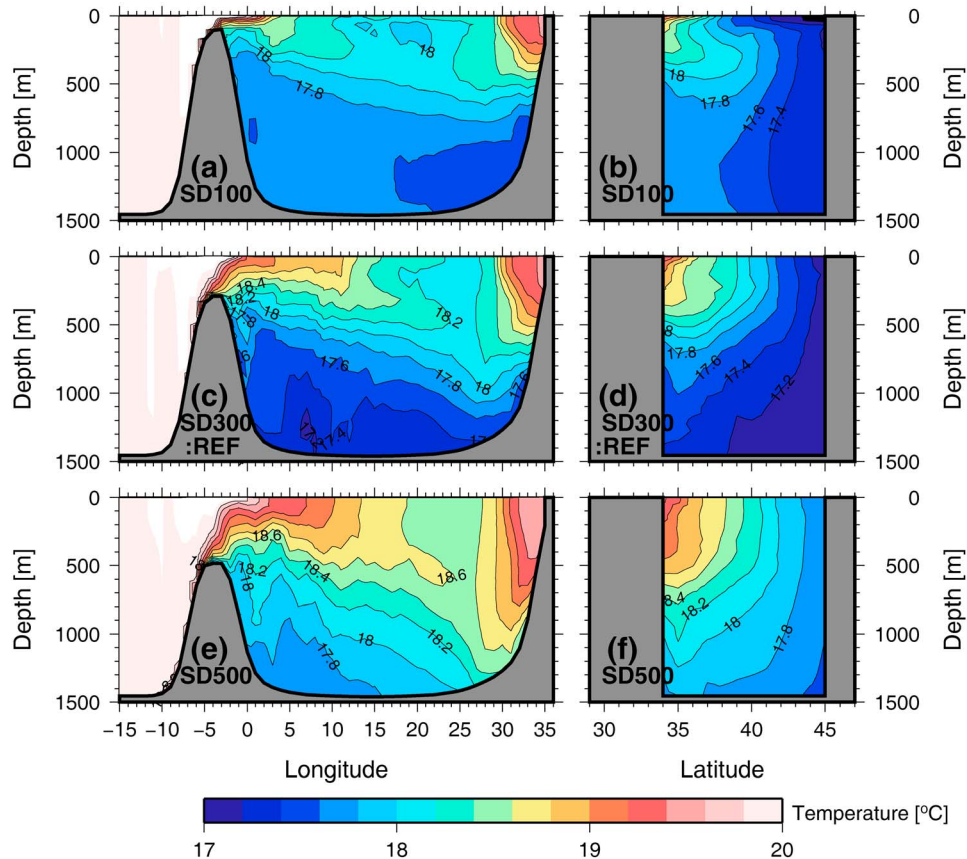 0
500
1000
1500
Depth [m]
18
18
17.8
(a)
SD100
18
17.8
17.6
17.4
(b)
SD100
0
500
1000
1500
Depth [m]
0
500
1000
1500
Depth [m]
18.4
18.2
18
17.8
18.2
17.6
17.8
18
17.4
(c)
SD300
:REF
17.8
17.6
17.4
17.2
(d)
SD300
:REF
0
500
1000
1500
Depth [m]
0
500
1000
1500
Depth [m]
18.6
18.2
18
18.4
18.6
18
18.2
17.8
(e)
SD500
18.4
18.2
18
17.8
(f)
SD500
0
500
1000
1500
Depth [m]
−15 −10 −5 0 5 10 15 20 25 30 35
30 35 40 45
Longitude
Latitude
Temperature [°C]
17 18 19 20